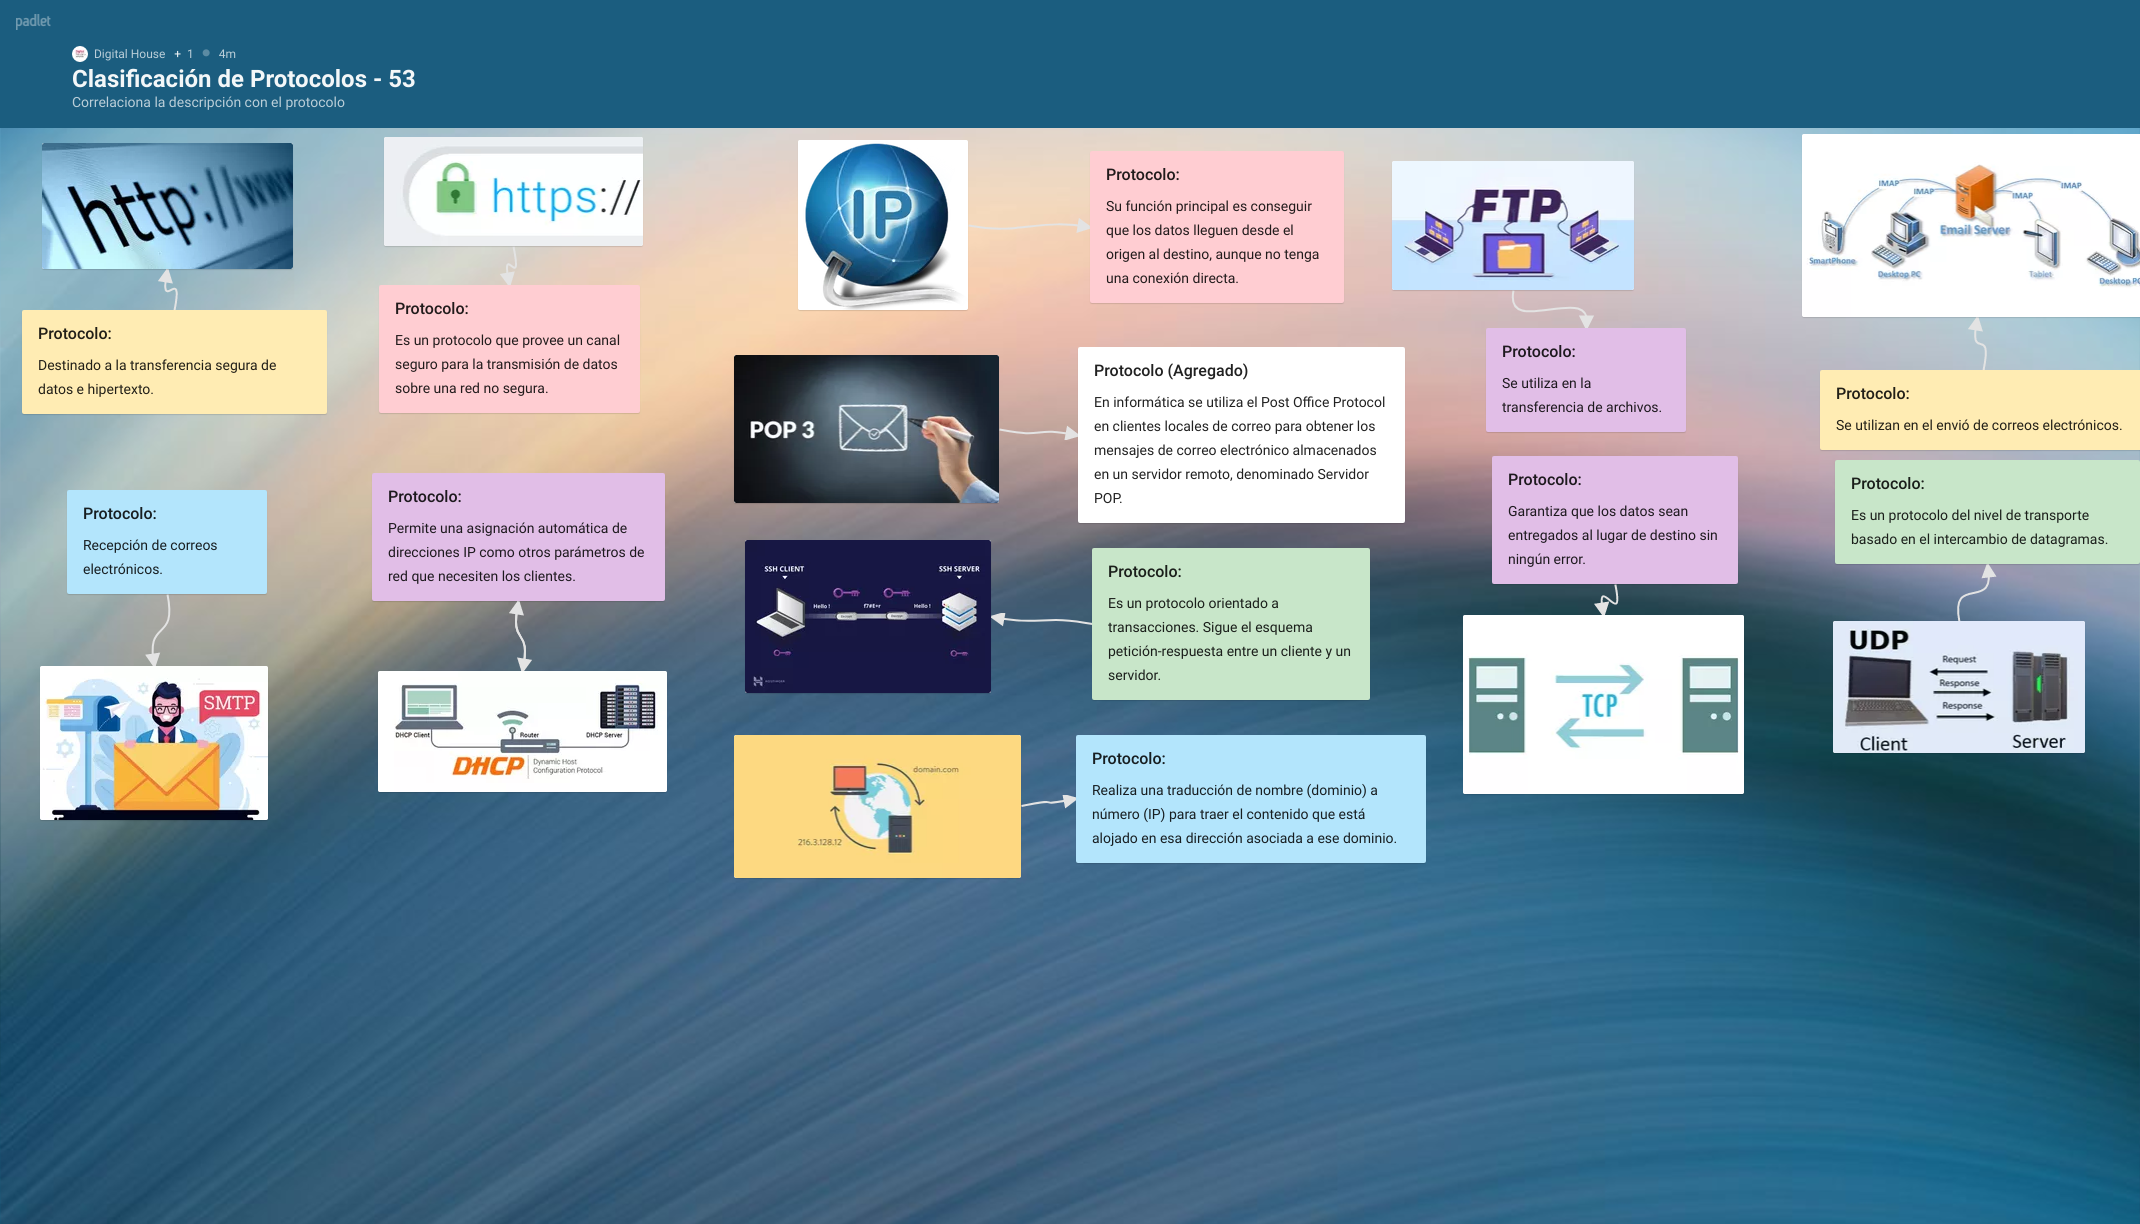 padlet
Digital House + 1 4m
Clasificación de Protocolos - 53
Correlaciona la descripción con el protocolo
http://www
Protocolo:
Destinado a la transferencia segura de
datos e hipertexto.
https://
Protocolo:
Es un protocolo que provee un canal
seguro para la transmisión de datos
sobre una red no segura.
IP
Protocolo:
Su función principal es conseguir
que los datos lleguen desde el
origen al destino, aunque no tenga
una conexión directa.
FTP
Protocolo:
Se utiliza en la
transferencia de archivos.
IMAP
IMAP
IMAP
IMAP
Email Server
SmartPhone
Desktop PC
Tablet
Desktop PC
Protocolo:
Se utilizan en el envió de correos electrónicos.
POP 3
Protocolo (Agregado)
En informática se utiliza el Post Office Protocol
en clientes locales de correo para obtener los
mensajes de correo electrónico almacenados
en un servidor remoto, denominado Servidor
POP.
Protocolo:
Recepción de correos
electrónicos.
SMTP
Protocolo:
Permite una asignación automática de
direcciones IP como otros parámetros de
red que necesiten los clientes.
DHCP Client
Router
DHCP Server
DHCP
Dynamic Host
Configuration Protocol
SSH CLIENT
SSH SERVER
Hello !
Hello !
Protocolo:
Es un protocolo orientado a
transacciones. Sigue el esquema
petición-respuesta entre un cliente y un
servidor.
domain.com
216.3.128.12
Protocolo:
Realiza una traducción de nombre (dominio) a
número (IP) para traer el contenido que está
alojado en esa dirección asociada a ese dominio.
Protocolo:
Garantiza que los datos sean
entregados al lugar de destino sin
ningún error.
TCP
Protocolo:
Es un protocolo del nivel de transporte
basado en el intercambio de datagramas.
UDP
Request
Response
Response
Client
Server